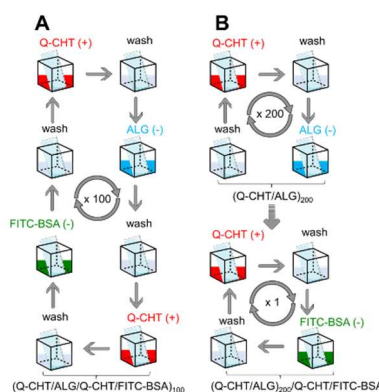 A
Q-CHT (+)
wash
wash
ALG (-)
x 100
FITC-BSA (-)
wash
wash
Q-CHT (+)
(Q-CHT/ALG/Q-CHT/FITC-BSA)100
B
Q-CHT (+)
wash
x 200
wash
ALG (-)
(Q-CHT/ALG)200
Q-CHT (+)
wash
x 1
wash
FITC-BSA (-)
(Q-CHT/ALG)200/Q-CHT/FITC-BSA)